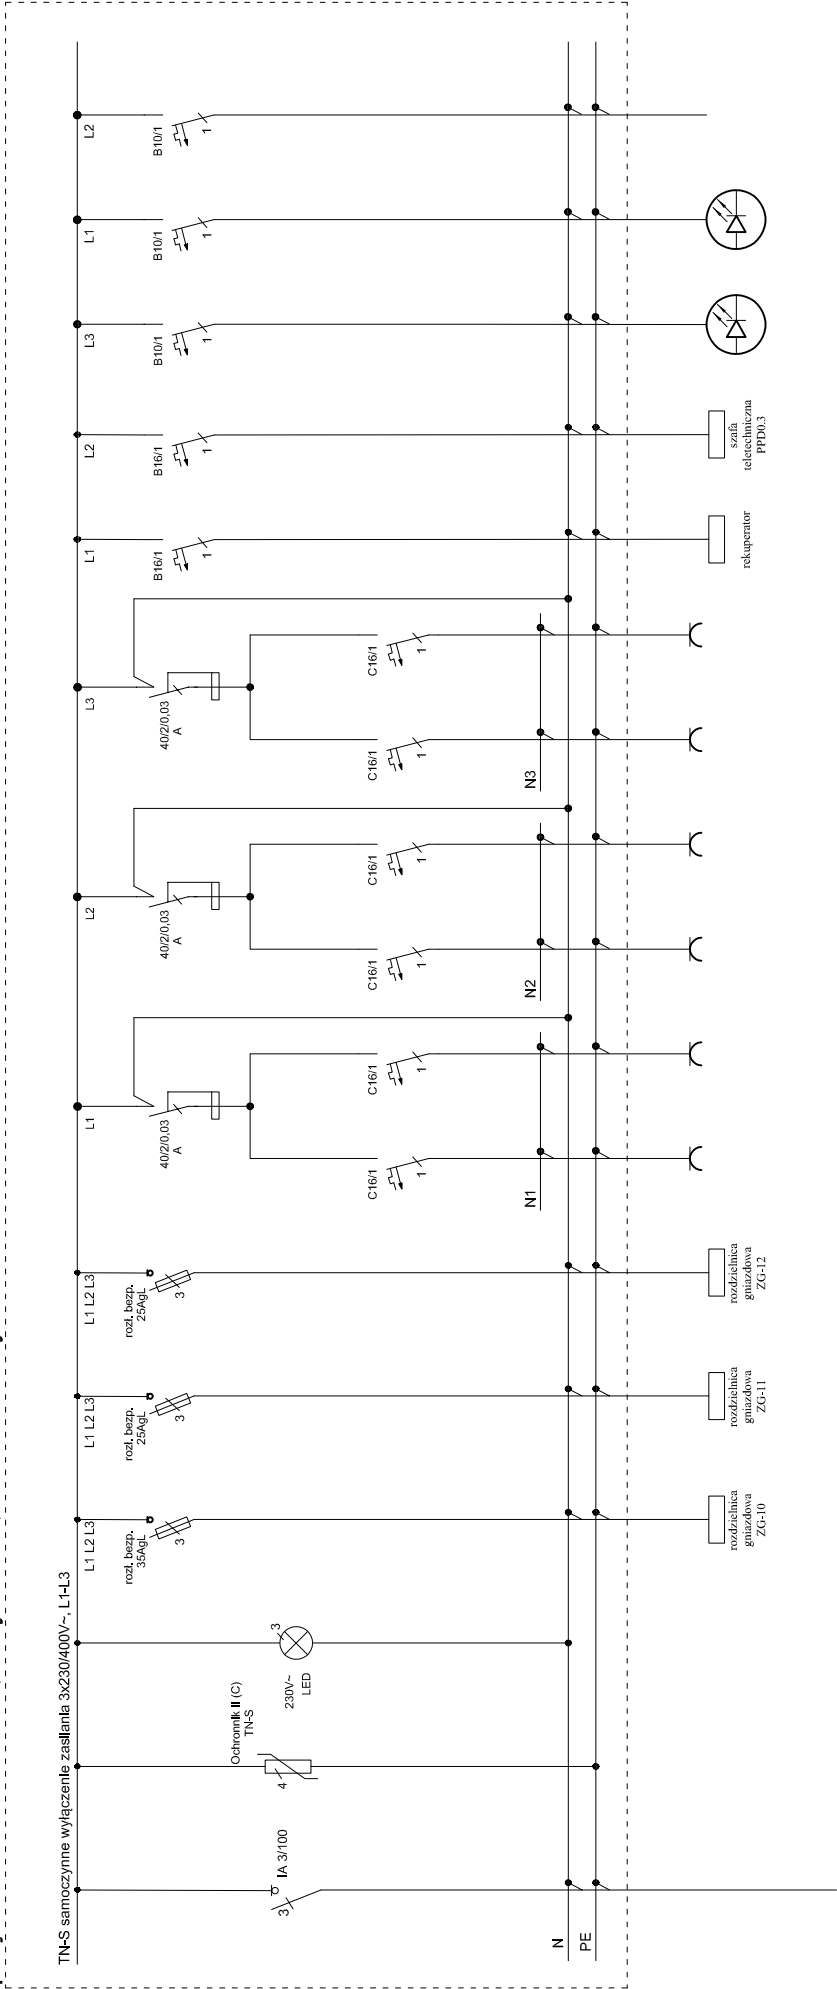 TN-S samoczynne wyłączenie zasilania 3x230/400V~, L1-L3
3
IA 3/100
N
PE
Ochronnik II (C)
TN-S
4
3
230V~
LED
L1 L2 L3
rozł. bezp.
35AgL
3
rozdzielnica
gniazdowa
ZG-10
L1 L2 L3
rozł. bezp.
25AgL
3
rozdzielnica
gniazdowa
ZG-11
L1 L2 L3
rozł. bezp.
25AgL
3
rozdzielnica
gniazdowa
ZG-12
L1
40/2/0,03
A
C16/1
1
C16/1
1
N1
L2
40/2/0,03
A
C16/1
1
C16/1
1
N2
L3
40/2/0,03
A
C16/1
1
C16/1
1
N3
L1
B16/1
1
rekuperator
L2
B16/1
1
szafa
teletechniczna
PPD0.3
L3
B10/1
1
L1
B10/1
1
L2
B10/1
1